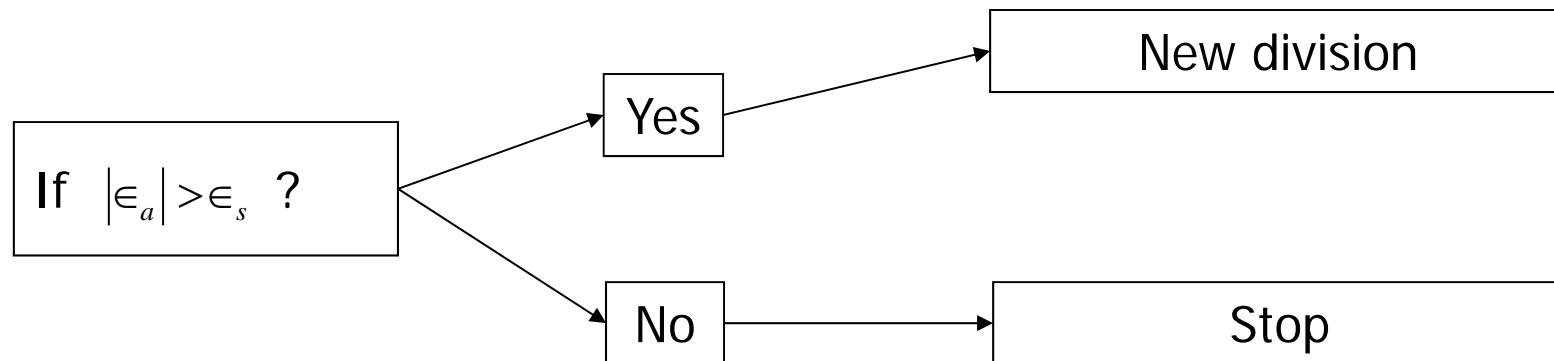 If |∈ₐ| > ∈ₛ ?
Yes
New division
No
Stop